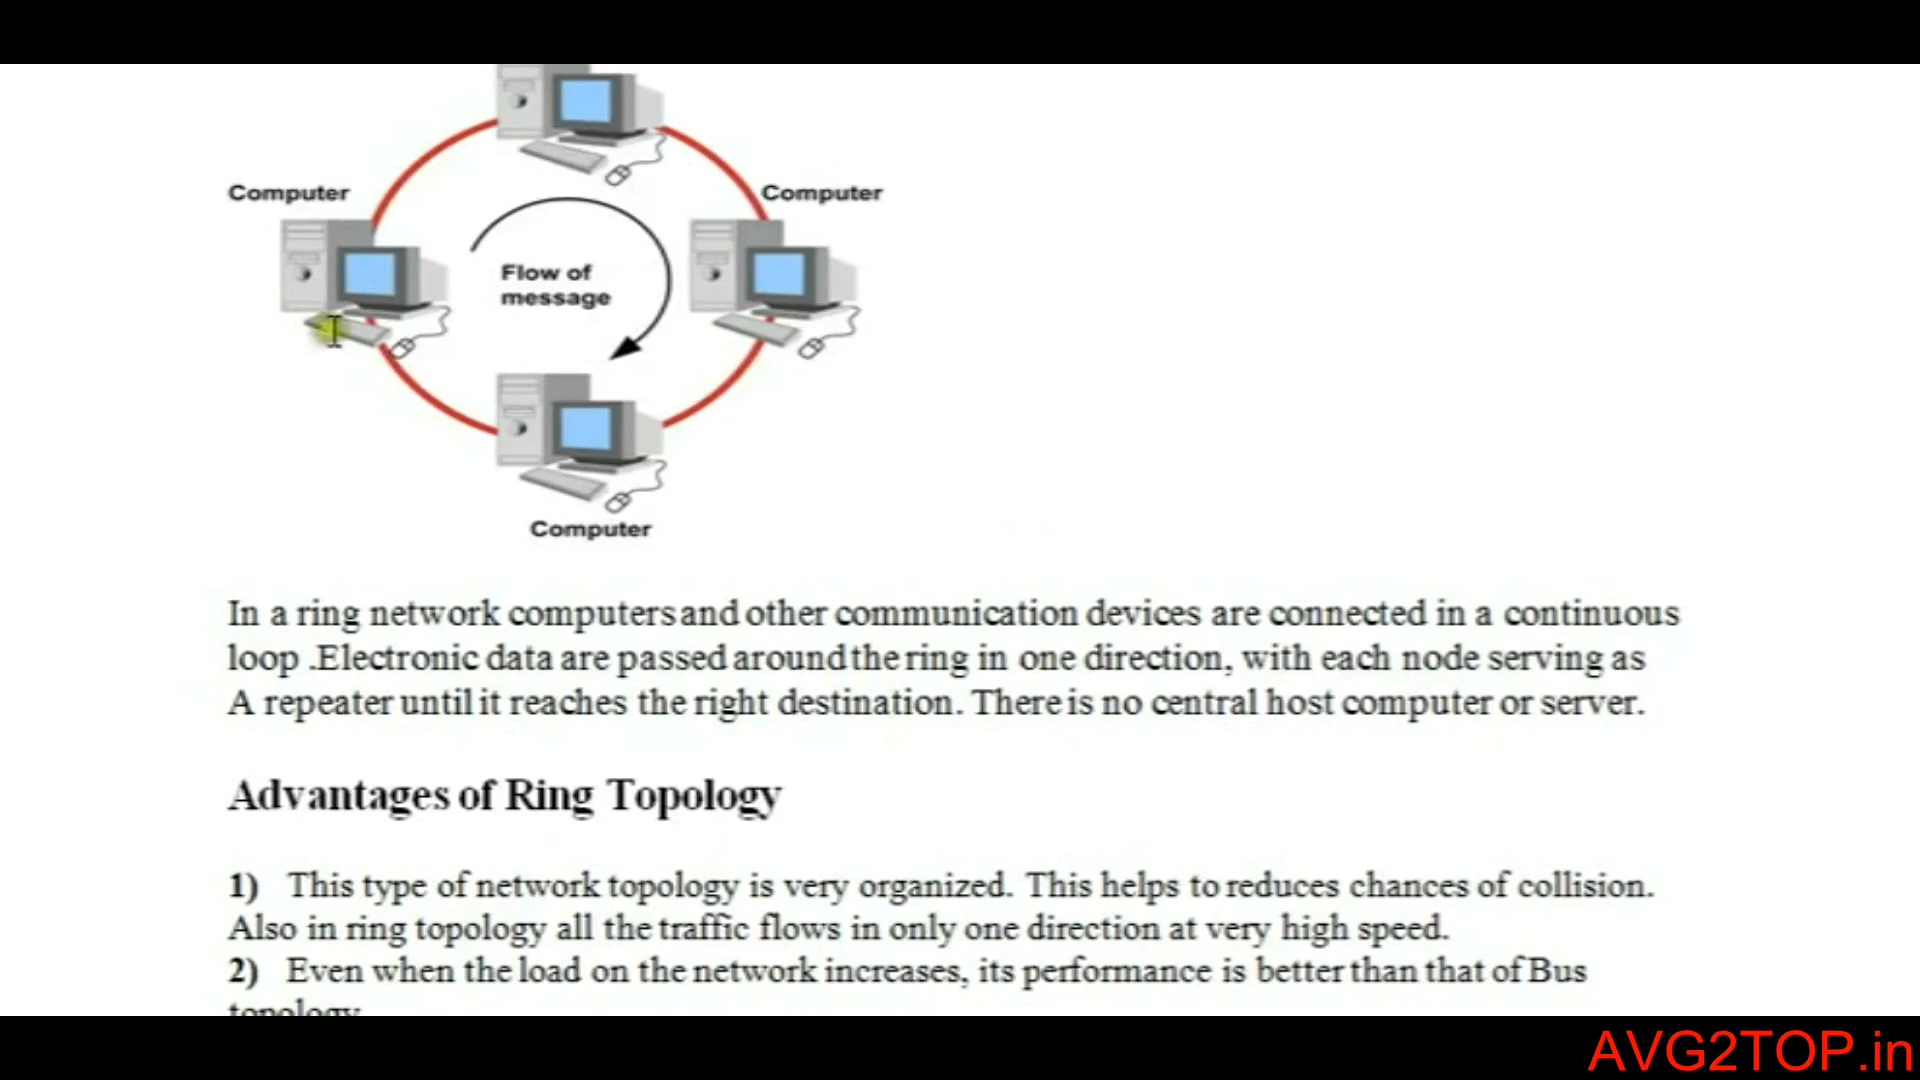 Computer
Computer
Flow of
message
Computer
In a ring network computers and other communication devices are connected in a continuous
loop .Electronic data are passed around the ring in one direction, with each node serving as
A repeater until it reaches the right destination. There is no central host computer or server.
Advantages of Ring Topology
1) This type of network topology is very organized. This helps to reduces chances of collision.
Also in ring topology all the traffic flows in only one direction at very high speed.
2) Even when the load on the network increases, its performance is better than that of Bus
topology
AVG2TOP.in